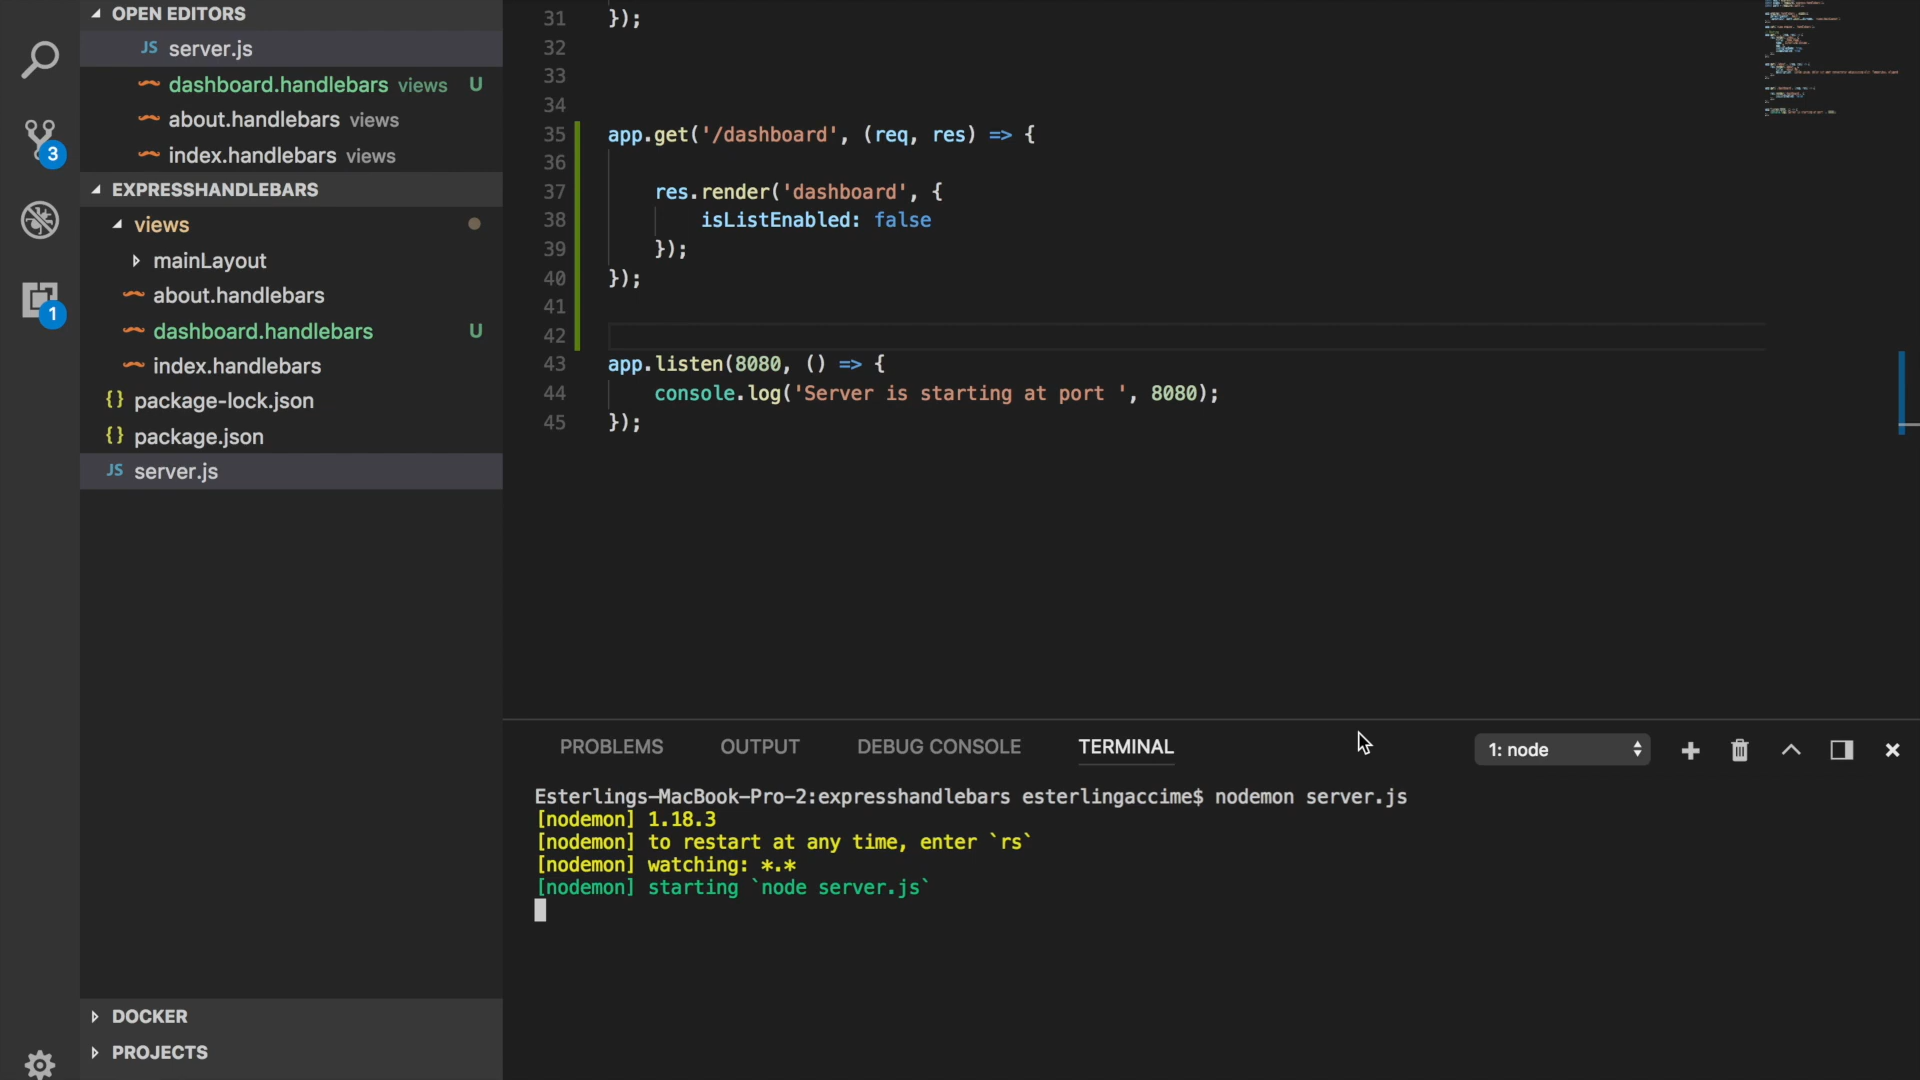 OPEN EDITORS
JS server.js
dashboard.handlebars views U
about.handlebars views
index.handlebars views
EXPRESSHANDLEBARS
views
mainLayout
about.handlebars
dashboard.handlebars U
index.handlebars
{} package-lock.json
{} package.json
JS server.js
DOCKER
PROJECTS
3
1
31 });
32
33
34
35 app.get('/dashboard', (req, res) => {
36
37 res.render('dashboard', {
38 isListEnabled: false
39 });
40 });
41
42
43 app.listen(8080, () => {
44 console.log('Server is starting at port ', 8080);
45 });
PROBLEMS OUTPUT DEBUG CONSOLE TERMINAL 1: node
Esterlings-MacBook-Pro-2:expresshandlebars esterlingaccime$ nodemon server.js
[nodemon] 1.18.3
[nodemon] to restart at any time, enter `rs`
[nodemon] watching: *.*
[nodemon] starting `node server.js`